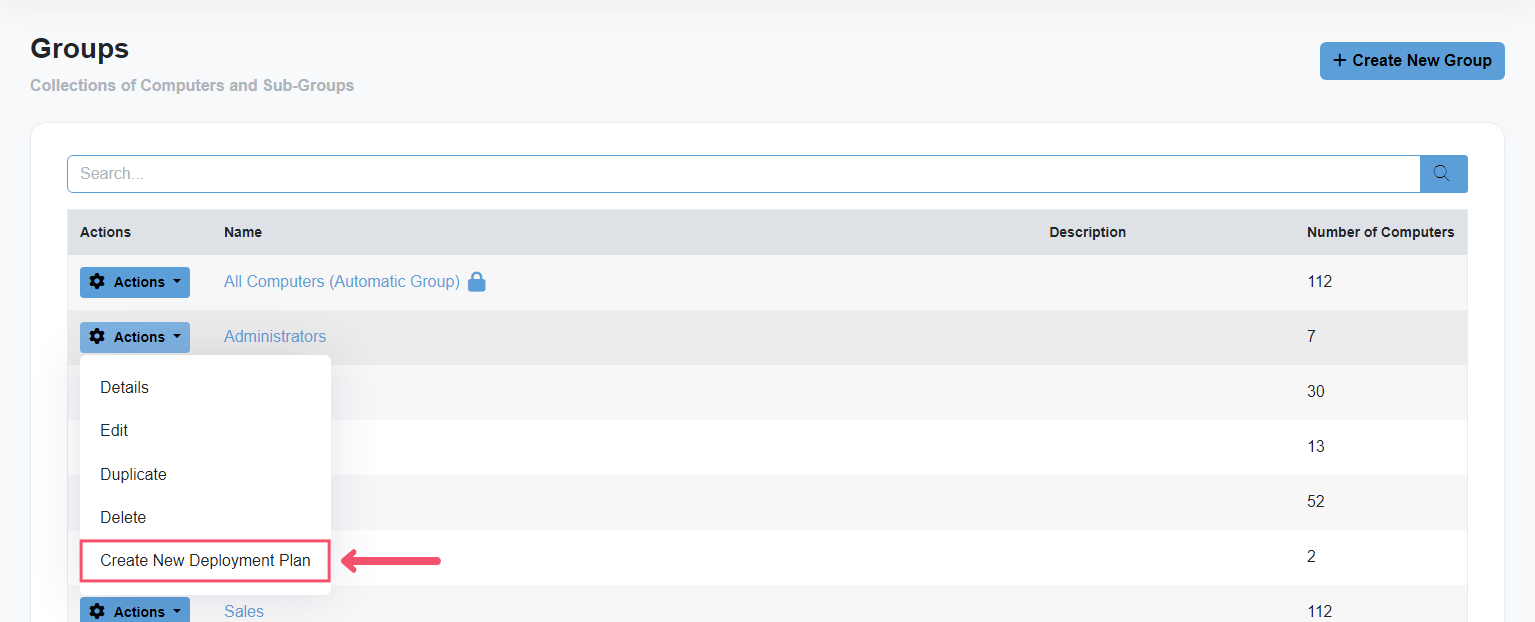 Groups
+ Create New Group
Collections of Computers and Sub-Groups
Search...
Actions Name Description Number of Computers
Actions All Computers (Automatic Group) 112
Actions Administrators 7
Details
30
Edit
13
Duplicate
52
Delete
Create New Deployment Plan 2
Actions Sales 112